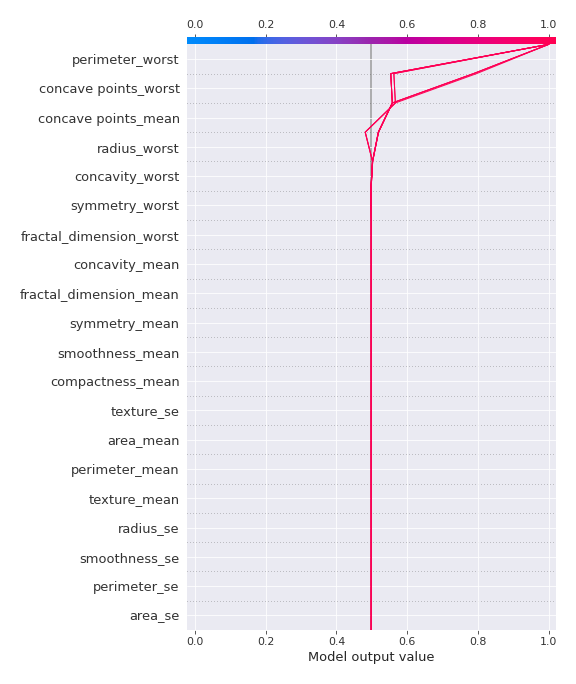 0.0 0.2 0.4 0.6 0.8 1.0
perimeter_worst
concave points_worst
concave points_mean
radius_worst
concavity_worst
symmetry_worst
fractal_dimension_worst
concavity_mean
fractal_dimension_mean
symmetry_mean
smoothness_mean
compactness_mean
texture_se
area_mean
perimeter_mean
texture_mean
radius_se
smoothness_se
perimeter_se
area_se
0.0 0.2 0.4 0.6 0.8 1.0
Model output value